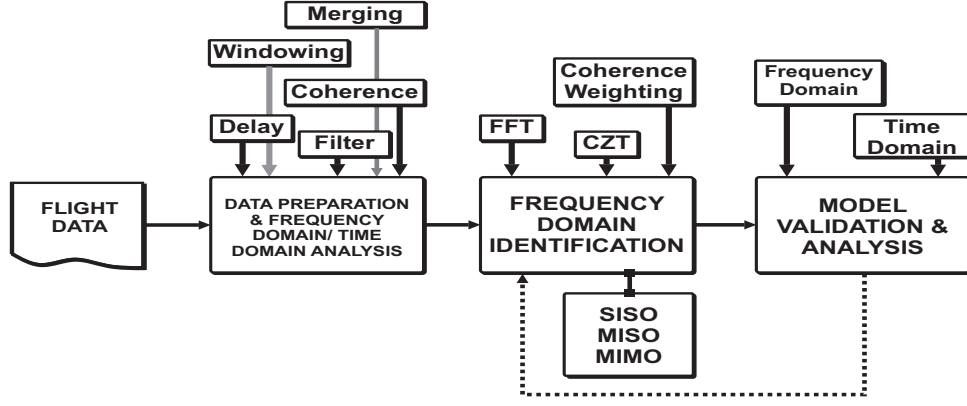 Merging
Windowing
Coherence
Delay
Filter
Coherence
Weighting
FFT
CZT
Frequency
Domain
Time
Domain
FLIGHT
DATA
DATA PREPARATION
& FREQUENCY
DOMAIN/ TIME
DOMAIN ANALYSIS
FREQUENCY
DOMAIN
IDENTIFICATION
MODEL
VALIDATION &
ANALYSIS
SISO
MISO
MIMO